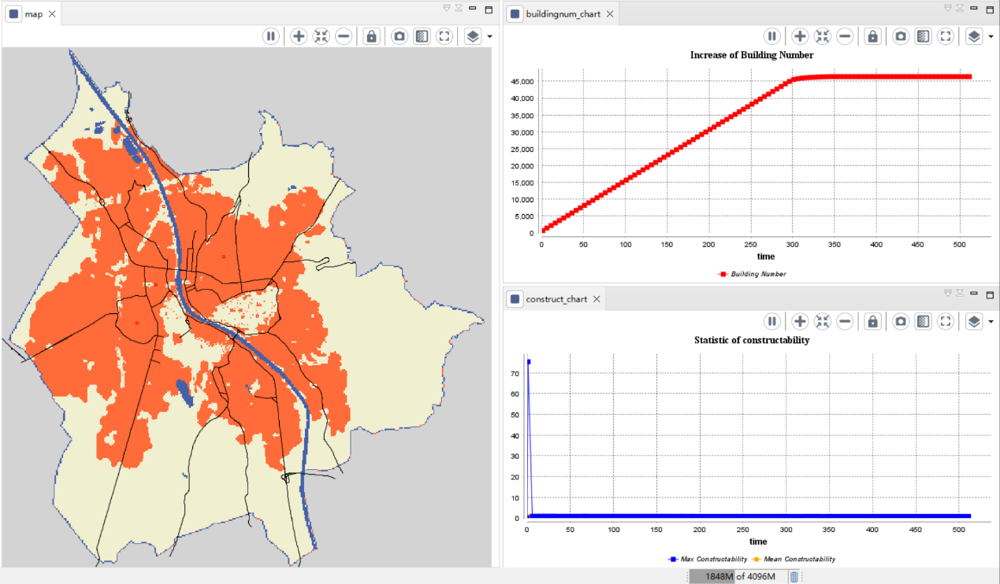 map
buildingnum_chart
Increase of Building Number
45,000
40,000
35,000
30,000
25,000
20,000
15,000
10,000
5,000
0
0 50 100 150 200 250 300 350 400 450 500
time
Building Number
construct_chart
Statistic of constructability
70
60
50
40
30
20
10
0
0 50 100 150 200 250 300 350 400 450 500
time
Max Constructability Mean Constructability
1848M of 4096M